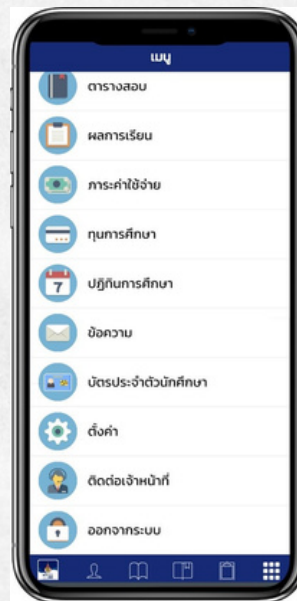 เมนู
ตารางสอบ
ผลการเรียน
ภาระค่าใช้จ่าย
ทุนการศึกษา
7
ปฏิทินการศึกษา
ข้อความ
บัตรประจำตัวนักศึกษา
ตั้งค่า
ติดต่อเจ้าหน้าที่
ออกจากระบบ